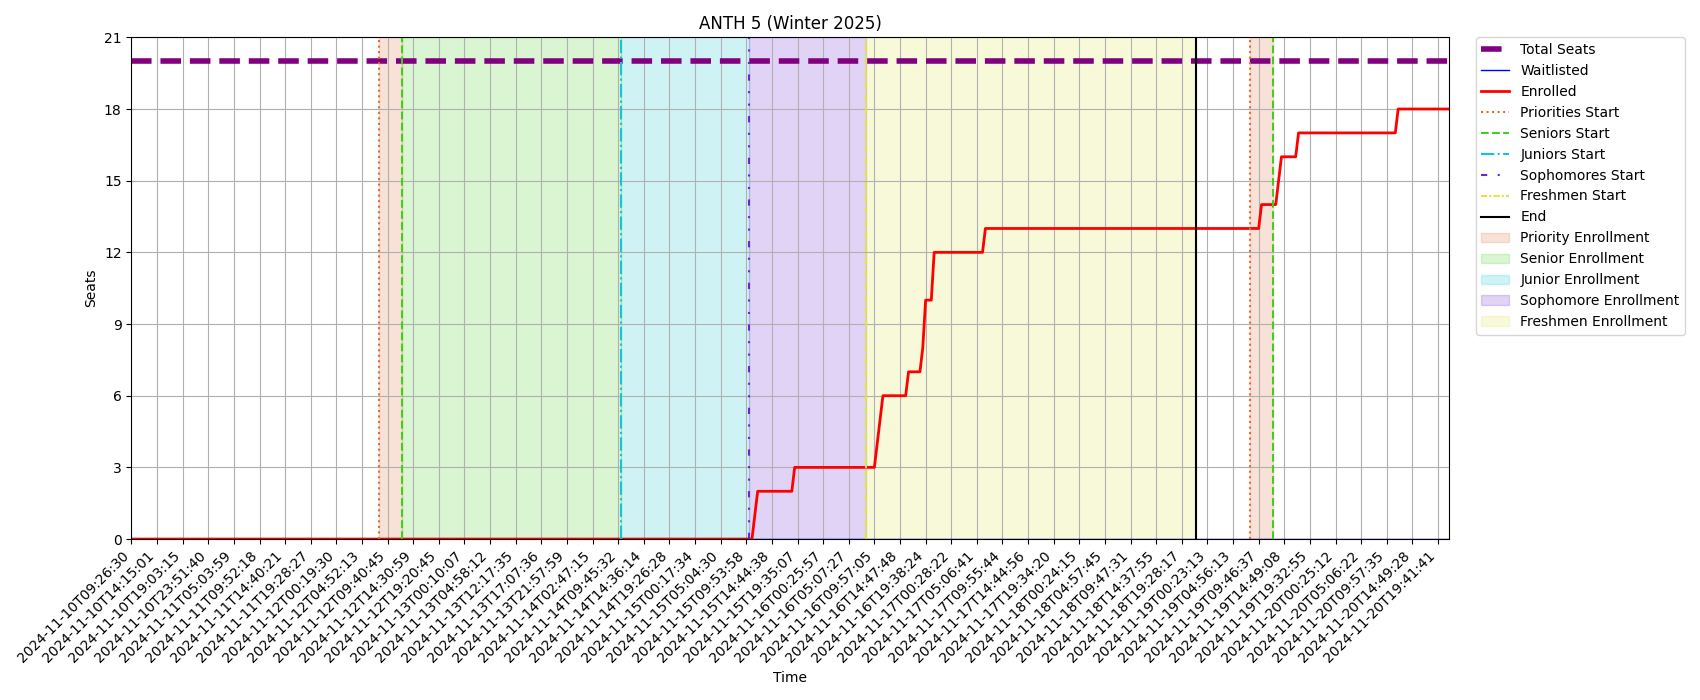 ANTH 5 (Winter 2025)
21
18
15
12
9
6
3
0
Seats
2024-11-10T09:26:30
2024-11-10T14:15:01
2024-11-10T19:03:15
2024-11-10T23:51:40
2024-11-11T05:03:59
2024-11-11T09:52:18
2024-11-11T14:40:21
2024-11-11T19:28:27
2024-11-12T00:19:30
2024-11-12T04:52:13
2024-11-12T09:40:45
2024-11-12T14:30:59
2024-11-12T19:20:45
2024-11-13T00:10:07
2024-11-13T04:58:12
2024-11-13T12:17:35
2024-11-13T17:07:36
2024-11-13T21:57:59
2024-11-14T02:47:15
2024-11-14T09:45:32
2024-11-14T14:36:14
2024-11-14T19:26:28
2024-11-15T00:17:34
2024-11-15T05:04:30
2024-11-15T09:53:58
2024-11-15T14:44:38
2024-11-15T19:35:07
2024-11-16T00:25:57
2024-11-16T05:07:27
2024-11-16T09:57:05
2024-11-16T14:47:48
2024-11-16T19:38:24
2024-11-17T00:28:22
2024-11-17T05:06:41
2024-11-17T09:55:44
2024-11-17T14:44:56
2024-11-17T19:34:20
2024-11-18T00:24:15
2024-11-18T04:57:45
2024-11-18T09:47:31
2024-11-18T14:37:55
2024-11-18T19:28:17
2024-11-19T00:23:13
2024-11-19T04:56:13
2024-11-19T09:46:37
2024-11-19T14:49:08
2024-11-19T19:32:55
2024-11-20T00:25:12
2024-11-20T05:06:22
2024-11-20T09:57:35
2024-11-20T14:49:28
2024-11-20T19:41:41
Time
Total Seats
Waitlisted
Enrolled
Priorities Start
Seniors Start
Juniors Start
Sophomores Start
Freshmen Start
End
Priority Enrollment
Senior Enrollment
Junior Enrollment
Sophomore Enrollment
Freshmen Enrollment